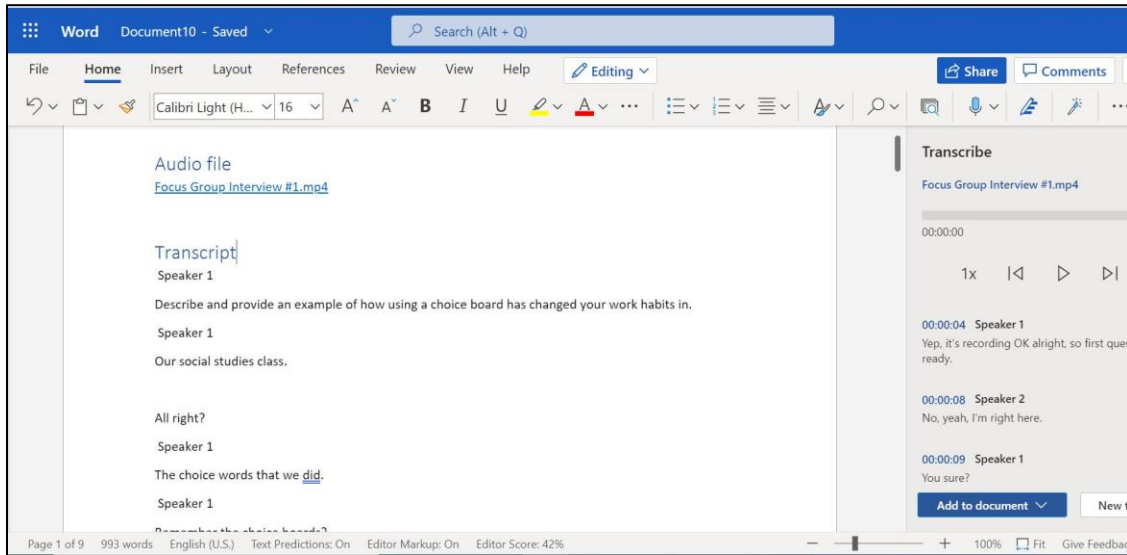 Word Document10 - Saved Search (Alt + Q)
File Home Insert Layout References Review View Help Editing Share Comments
Calibri Light (H... 16 A A B I U A ...
Audio file
Focus Group Interview #1.mp4
Transcript
Speaker 1
Describe and provide an example of how using a choice board has changed your work habits in.
Speaker 1
Our social studies class.
All right?
Speaker 1
The choice words that we did.
Speaker 1
Remember the choice boards?
Transcribe
Focus Group Interview #1.mp4
00:00:00
1x
00:00:04 Speaker 1
Yep, it's recording OK alright, so first
ready.
00:00:08 Speaker 2
No, yeah, I'm right here.
00:00:09 Speaker 1
You sure?
Add to document New
Page 1 of 9 993 words English (U.S.) Text Predictions: On Editor Markup: On Editor Score: 42% 100% Fit Give